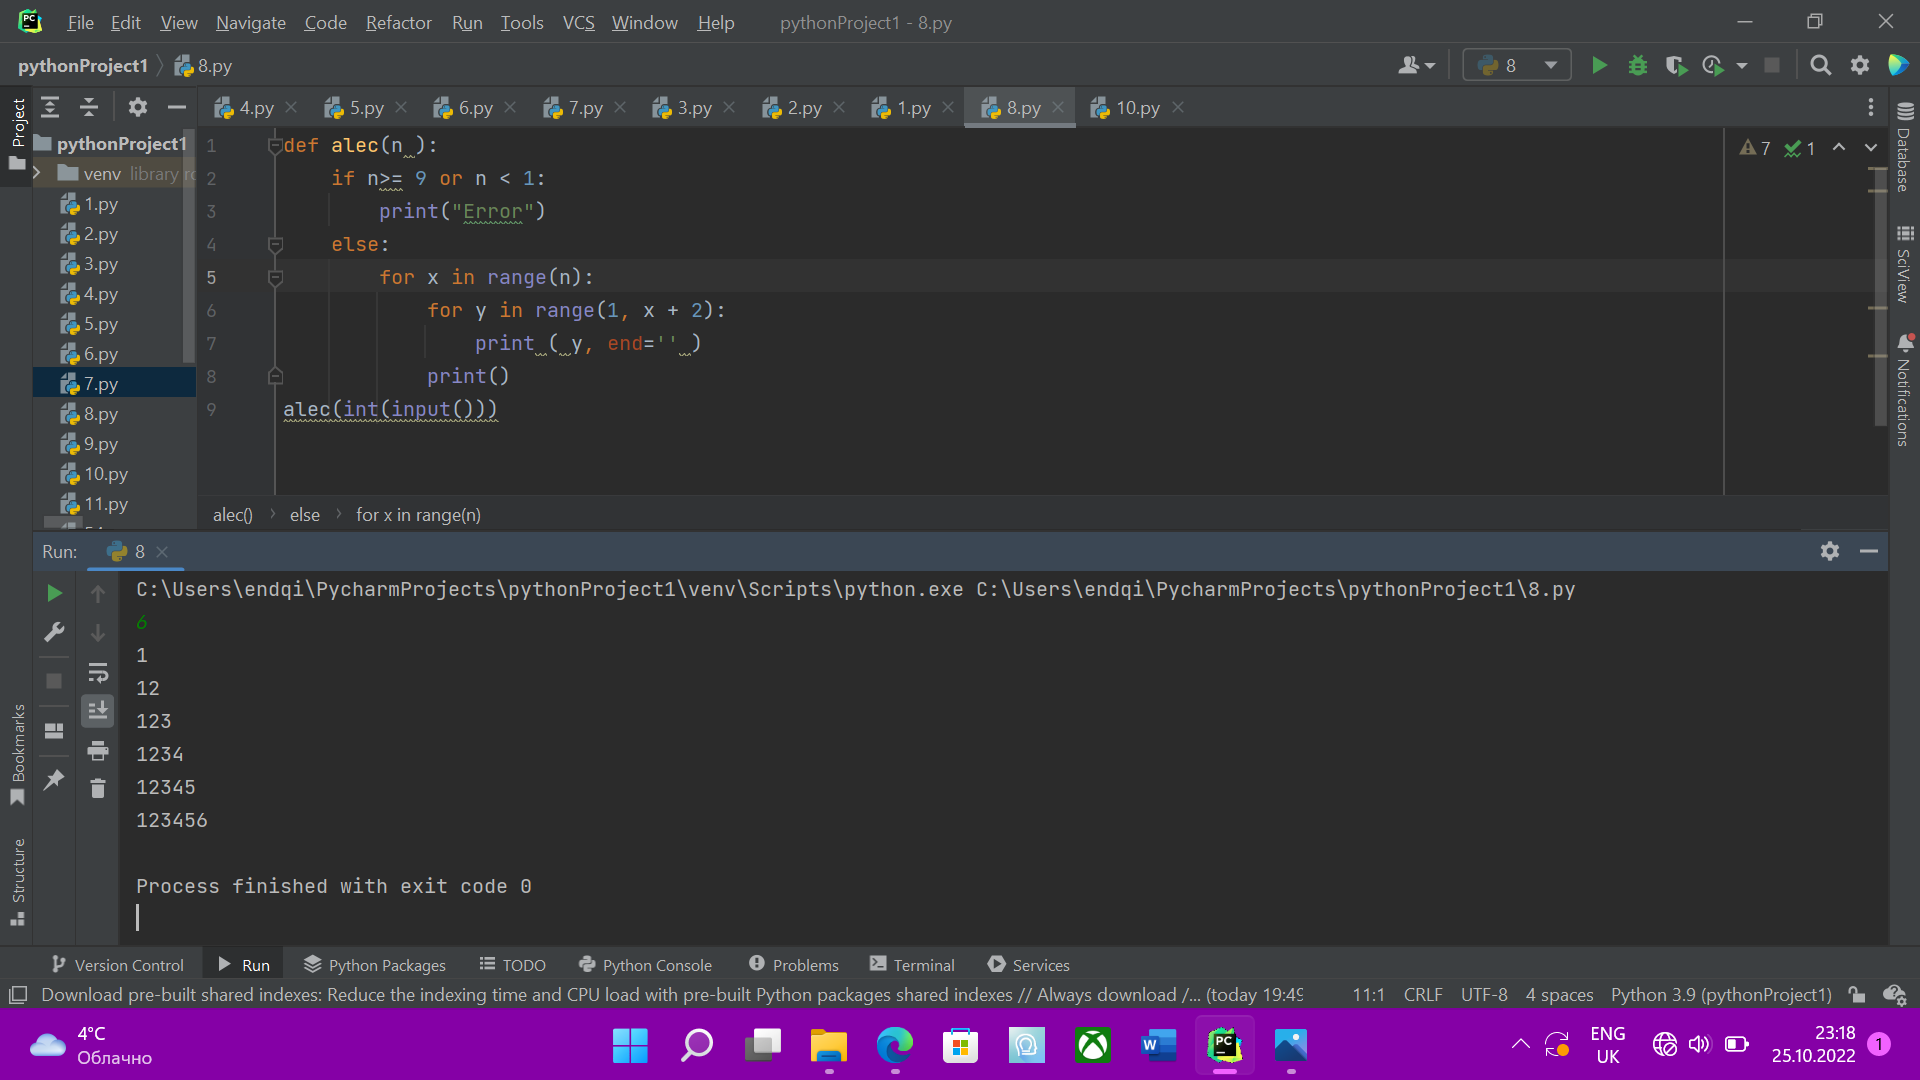 File Edit View Navigate Code Refactor Run Tools VCS Window Help pythonProject1 - 8.py
pythonProject1 8.py
8
Project
4.py 5.py 6.py 7.py 3.py 2.py 1.py 8.py 10.py
pythonProject1
venv library
1.py
2.py
3.py
4.py
5.py
6.py
7.py
8.py
9.py
10.py
11.py
1 def alec(n ):
2 if n>= 9 or n < 1:
3 print("Error")
4 else:
5 for x in range(n):
6 for y in range(1, x + 2):
7 print ( y, end='' )
8 print()
9 alec(int(input()))
7 1
Database
SciView
Notifications
alec() else for x in range(n)
Run: 8
C:\Users\endqi\PycharmProjects\pythonProject1\venv\Scripts\python.exe C:\Users\endqi\PycharmProjects\pythonProject1\8.py
6
1
12
123
1234
12345
123456
Process finished with exit code 0
Bookmarks
Structure
Version Control Run Python Packages TODO Python Console Problems Terminal Services
Download pre-built shared indexes: Reduce the indexing time and CPU load with pre-built Python packages shared indexes // Always download /... (today 19:49 11:1 CRLF UTF-8 4 spaces Python 3.9 (pythonProject1)
4°C
Облачно
PC
W
ENG
UK
23:18
25.10.2022
1